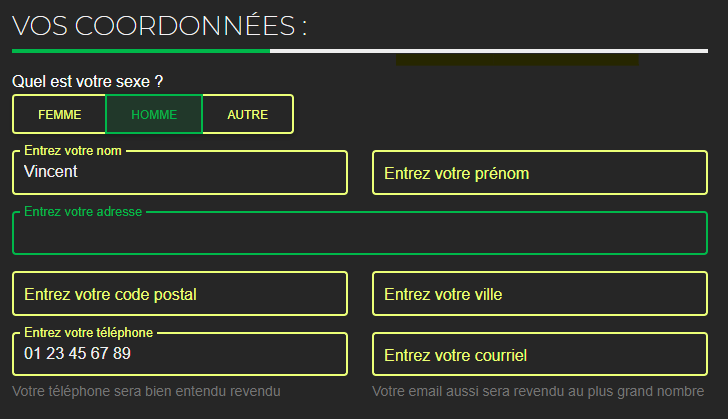 VOS COORDONNÉES :
Quel est votre sexe ?
FEMME HOMME AUTRE
Entrez votre nom
Vincent
Entrez votre prénom
Entrez votre adresse
Entrez votre code postal
Entrez votre ville
Entrez votre téléphone
01 23 45 67 89
Entrez votre courriel
Votre téléphone sera bien entendu revendu
Votre email aussi sera revendu au plus grand nombre